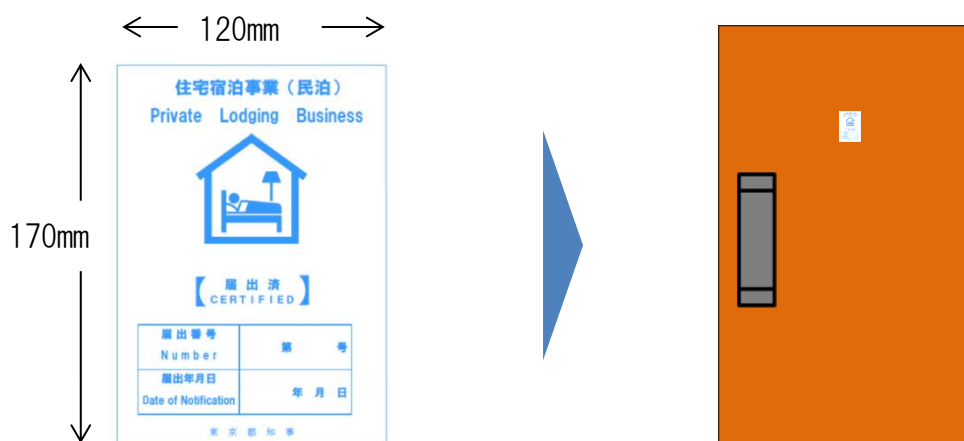 120mm
170mm
住宅宿泊事業（民泊）
Private Lodging Business
【 届出済
CERTIFIED 】
届出番号
Number
第 号
届出年月日
Date of Notification
年 月 日
東京都知事